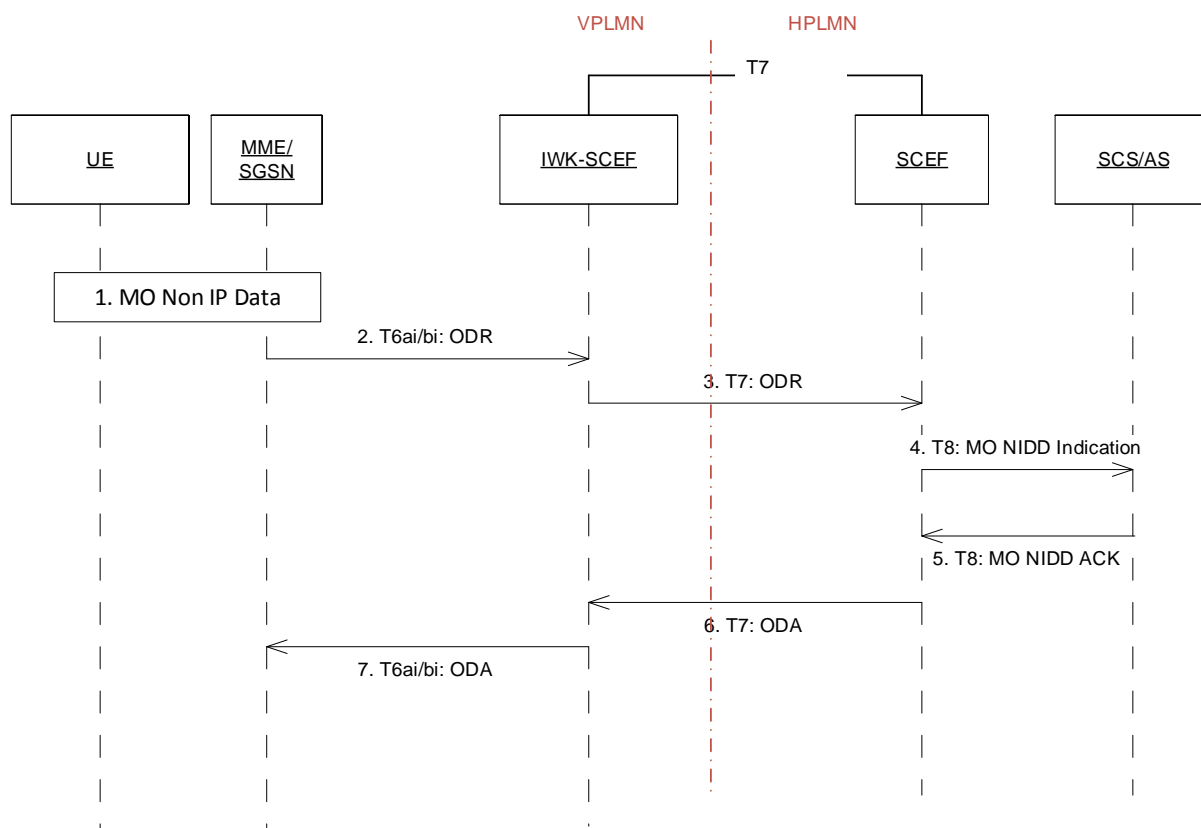 VPLMN HPLMN
T7
UE MME/ IWK-SCEF SCEF SCS/AS
SGSN
1. MO Non IP Data
2. T6ai/bi: ODR
3. T7: ODR
4. T8: MO NIDD Indication
5. T8: MO NIDD ACK
6. T7: ODA
7. T6ai/bi: ODA